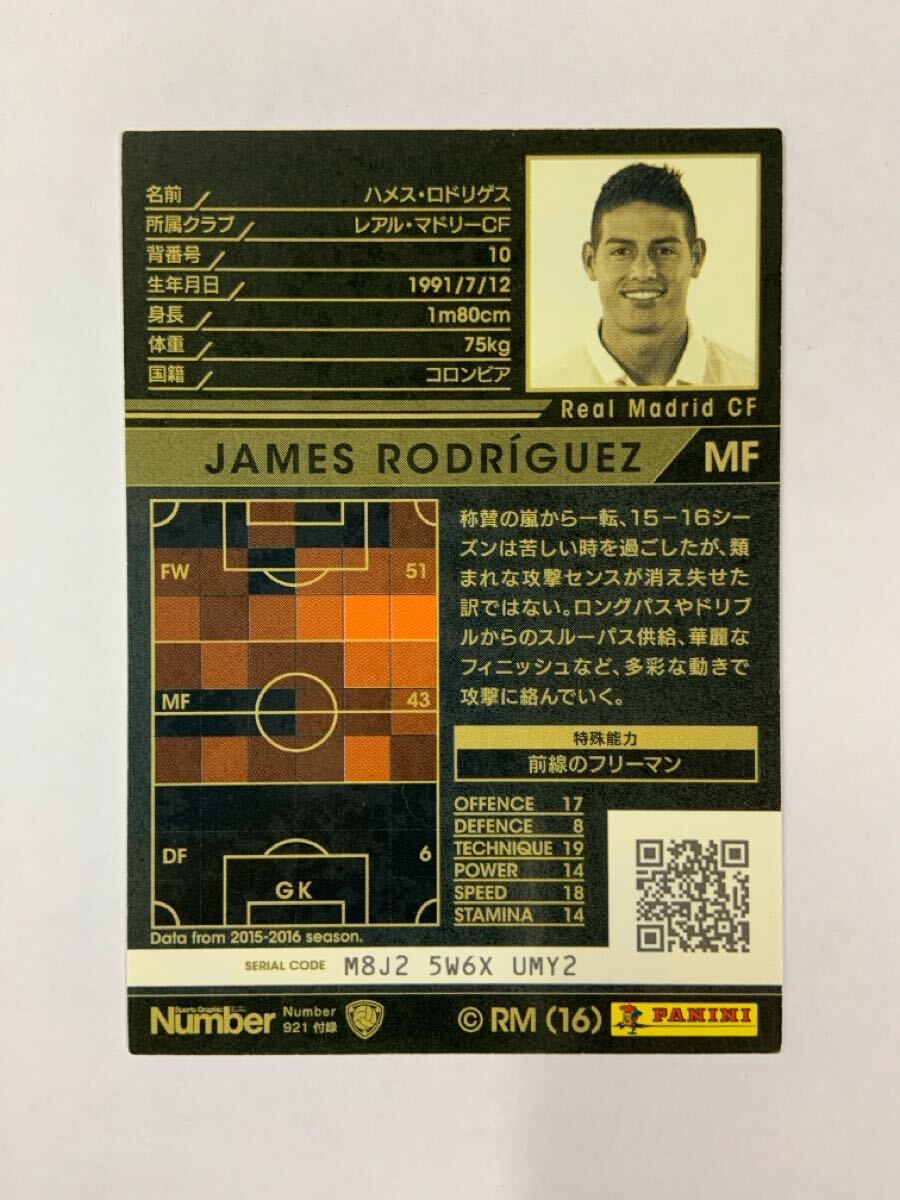 名前 ハメス・ロドリゲス
所属クラブ レアル・マドリーCF
背番号 10
生年月日 1991/7/12
身長 1m80cm
体重 75kg
国籍 コロンビア
Real Madrid CF
JAMES RODRÍGUEZ MF
FW 51
MF 43
DF 6
GK
Data from 2015-2016 season.
称賛の嵐から一転、15-16シー
ズンは苦しい時を過ごしたが、類
まれな攻撃センスが消え失せた
訳ではない。ロングパスやドリブ
ルからのスルーパス供給、華麗な
フィニッシュなど、多彩な動きで
攻撃に絡んでいく。
特殊能力
前線のフリーマン
OFFENCE 17
DEFENCE 8
TECHNIQUE 19
POWER 14
SPEED 18
STAMINA 14
SERIAL CODE M8J2 5W6X UMY2
Sports Graphic
Number
Number
921 付録
© RM (16)
PANINI